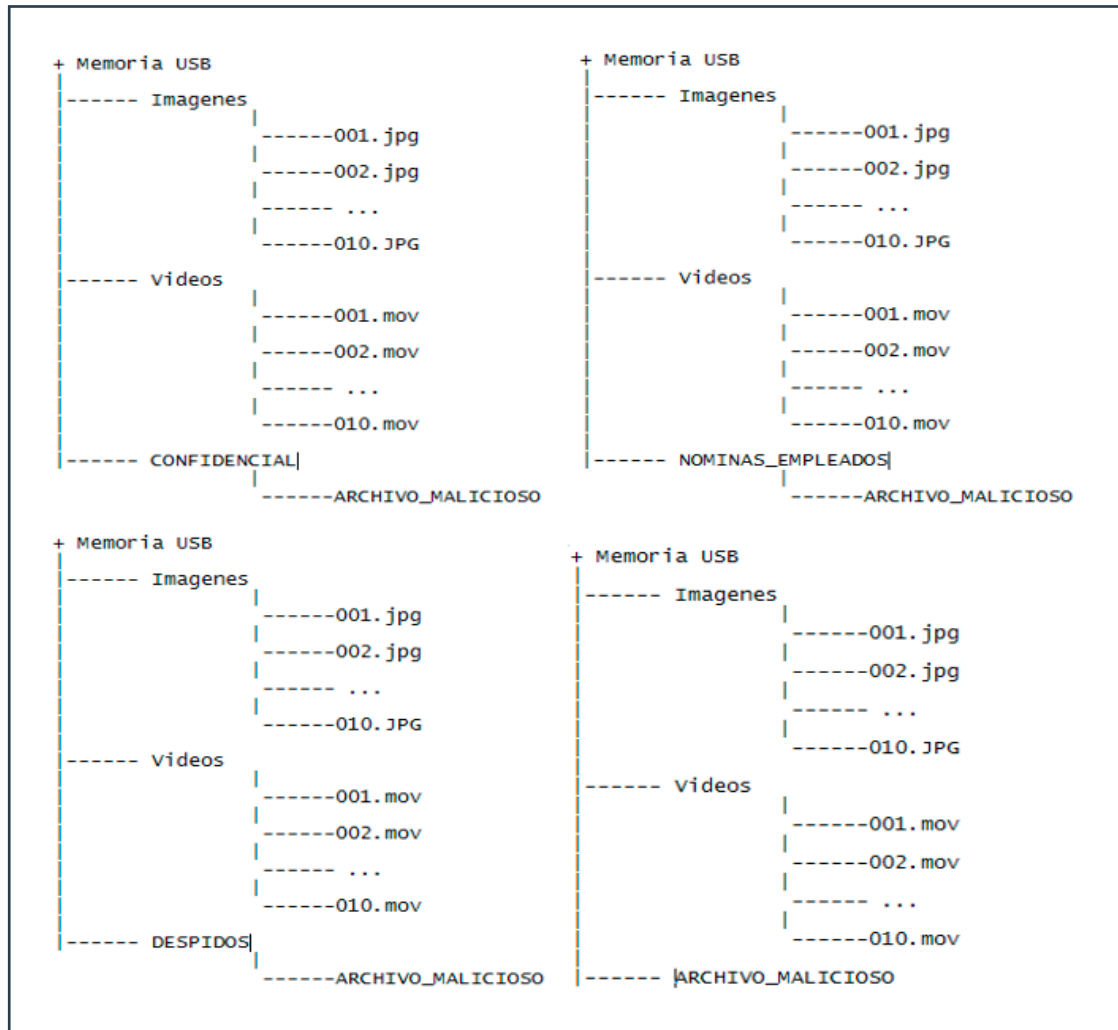 + Memoria USB
|------ Imagenes
------001.jpg
------002.jpg
------ ...
------010.JPG
|------ Videos
------001.mov
------002.mov
------ ...
------010.mov
|------ CONFIDENCIAL|
------ARCHIVO_MALICIOSO
+ Memoria USB
|------ Imagenes
------001.jpg
------002.jpg
------ ...
------010.JPG
|------ Videos
------001.mov
------002.mov
------ ...
------010.mov
|------ NOMINAS_EMPLEADOS|
------ARCHIVO_MALICIOSO
+ Memoria USB
|------ Imagenes
------001.jpg
------002.jpg
------ ...
------010.JPG
|------ Videos
------001.mov
------002.mov
------ ...
------010.mov
|------ DESPIDOS|
------ARCHIVO_MALICIOSO
+ Memoria USB
|------ Imagenes
------001.jpg
------002.jpg
------ ...
------010.JPG
|------ Videos
------001.mov
------002.mov
------ ...
------010.mov
|------ ARCHIVO_MALICIOSO